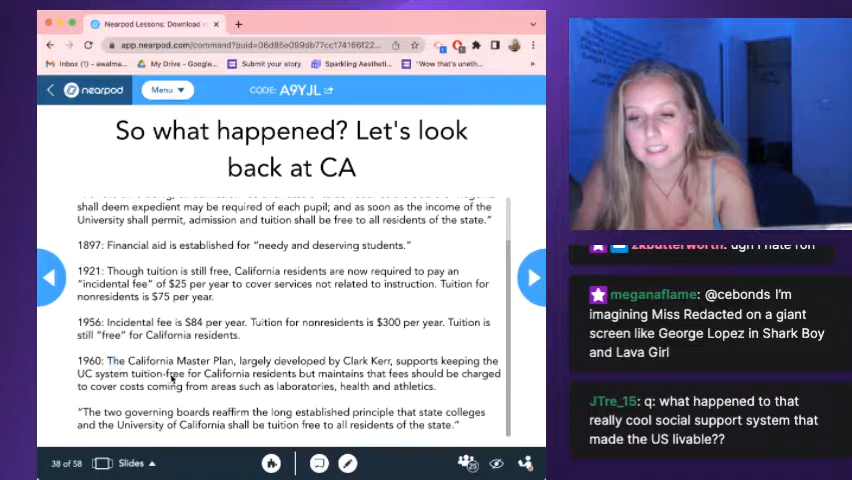 Nearpod Lessons: Download r
app.nearpod.com/command?puid=06d85e099db77cc174166f22...
Inbox (1) - awalma...
My Drive - Google...
Submit your story
Sparkling Aestheti...
"Wow that's uneth...
nearpod
Menu
CODE: A9YJL
So what happened? Let's look
back at CA
shall deem expedient may be required of each pupil; and as soon as the income of the
University shall permit, admission and tuition shall be free to all residents of the state."
1897: Financial aid is established for "needy and deserving students."
1921: Though tuition is still free, California residents are now required to pay an
"incidental fee" of $25 per year to cover services not related to instruction. Tuition for
nonresidents is $75 per year.
1956: Incidental fee is $84 per year. Tuition for nonresidents is $300 per year. Tuition is
still "free" for California residents.
1960: The California Master Plan, largely developed by Clark Kerr, supports keeping the
UC system tuition-free for California residents but maintains that fees should be charged
to cover costs coming from areas such as laboratories, health and athletics.
"The two governing boards reaffirm the long established principle that state colleges
and the University of California shall be tuition free to all residents of the state."
38 of 58
Slides
25
zkbutterworth: ugh I hate ron
meganaflame: @cebonds I'm
imagining Miss Redacted on a giant
screen like George Lopez in Shark Boy
and Lava Girl
JTre_15: q: what happened to that
really cool social support system that
made the US livable??